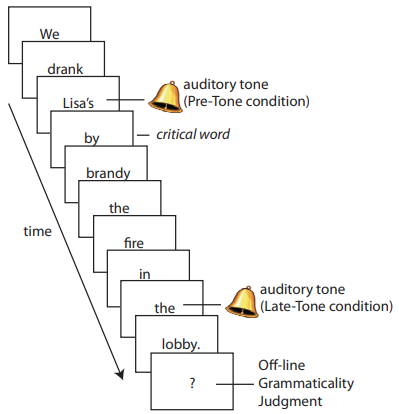 We
drank
auditory tone
(Pre-Tone condition)
Lisa's
critical word
by
brandy
the
time
fire
in
auditory tone
(Late-Tone condition)
the
lobby.
Off-line
?
Grammaticality
Judgment